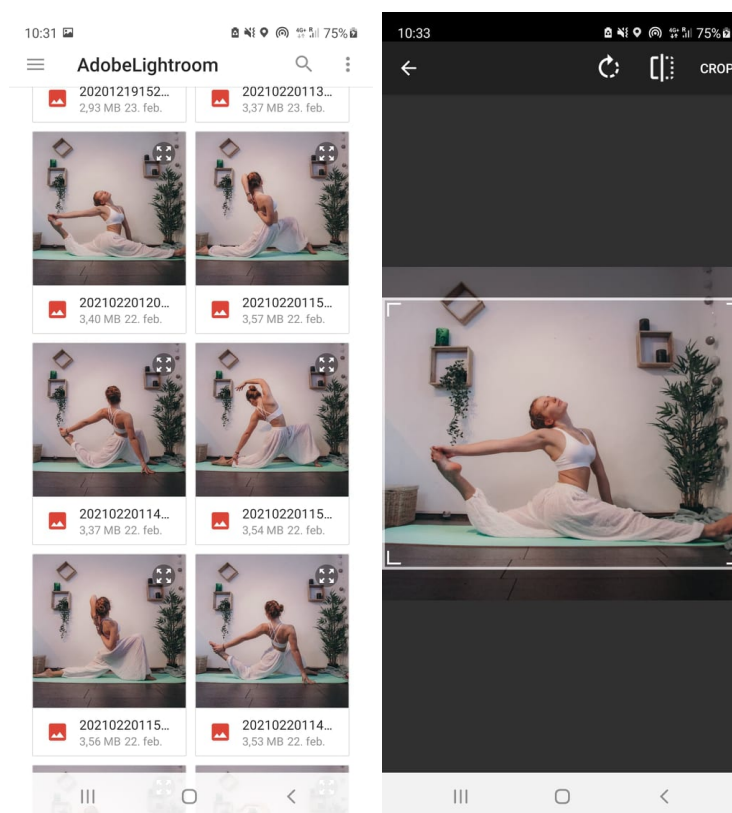 10:31
4G+
75%
AdobeLightroom
20201219152...
2,93 MB 23. feb.
20210220113...
3,37 MB 23. feb.
20210220120...
3,40 MB 22. feb.
20210220115...
3,57 MB 22. feb.
20210220114...
3,37 MB 22. feb.
20210220115...
3,54 MB 22. feb.
20210220115...
3,56 MB 22. feb.
20210220114...
3,53 MB 22. feb.
10:33
4G+
75%
CROP